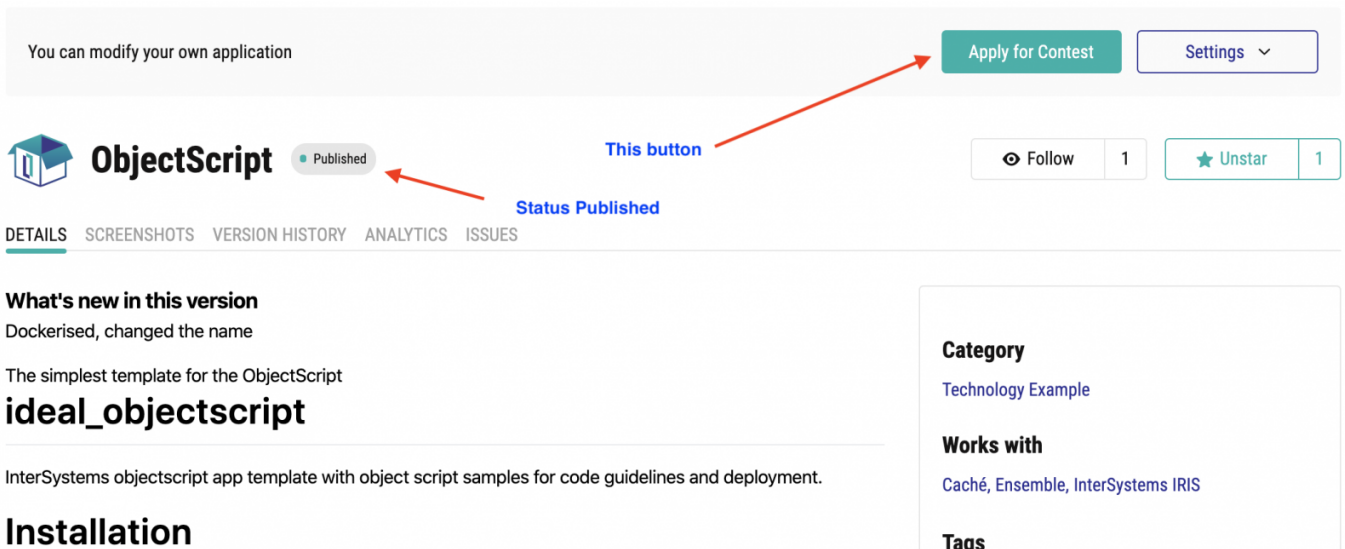 You can modify your own application
Apply for Contest
Settings
This button
ObjectScript
Published
Follow 1
Unstar 1
Status Published
DETAILS SCREENSHOTS VERSION HISTORY ANALYTICS ISSUES
What's new in this version
Dockerised, changed the name
The simplest template for the ObjectScript
ideal_objectscript
InterSystems objectscript app template with object script samples for code guidelines and deployment.
Installation
Category
Technology Example
Works with
Caché, Ensemble, InterSystems IRIS
Tags